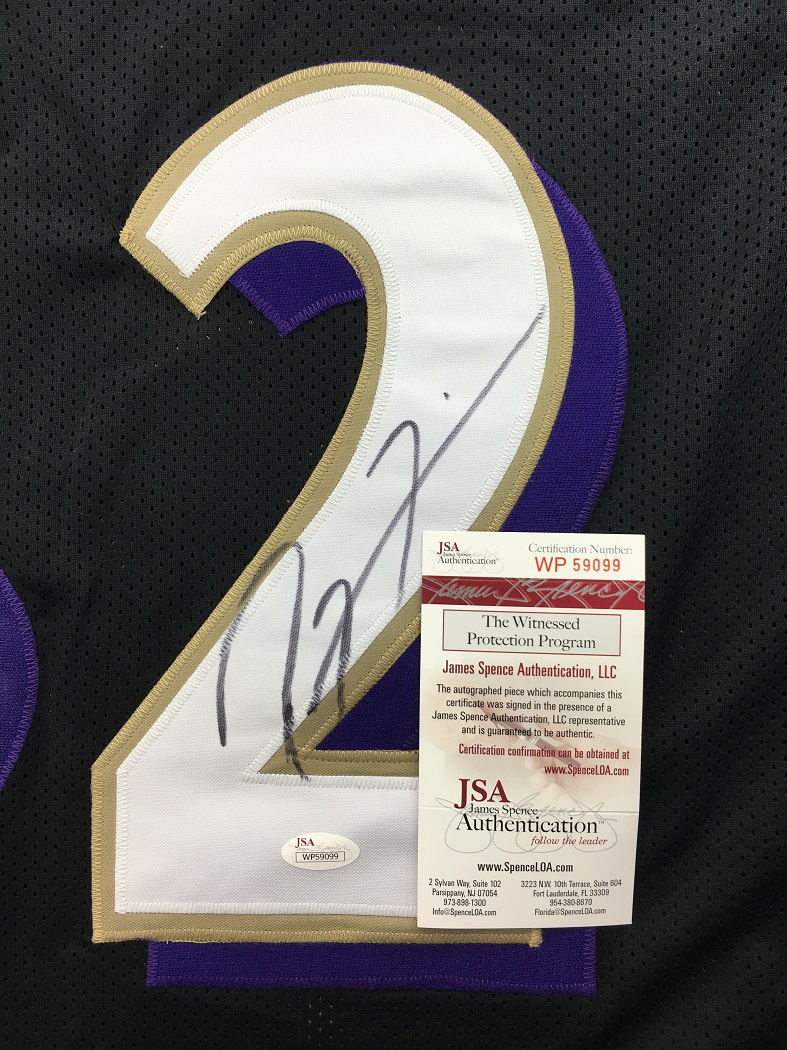 2
JSA
James Spence
Authentication™
Certification Number:
WP 59099
The Witnessed
Protection Program
James Spence Authentication, LLC
The autographed piece which accompanies this
certificate was signed in the presence of a
James Spence Authentication, LLC representative
and is guaranteed to be authentic.
Certification confirmation can be obtained at
www.SpenceLOA.com
JSA
James Spence
Authentication™
follow the leader
www.SpenceLOA.com
2 Sylvan Way, Suite 102
Parsippany, NJ 07054
973-898-1300
Info@SpenceLOA.com
3223 N.W. 10th Terrace, Suite 604
Fort Lauderdale, FL 33309
954-380-8670
Florida@SpenceLOA.com
JSA
WP59099